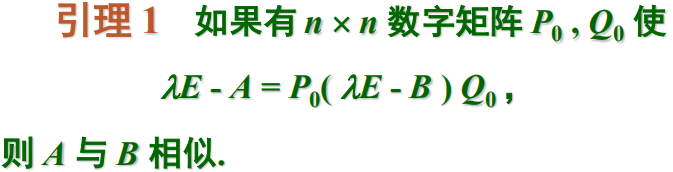 引理 1 如果有 n × n 数字矩阵 P₀ , Q₀ 使
λE - A = P₀( λE - B ) Q₀ ,
则 A 与 B 相似.